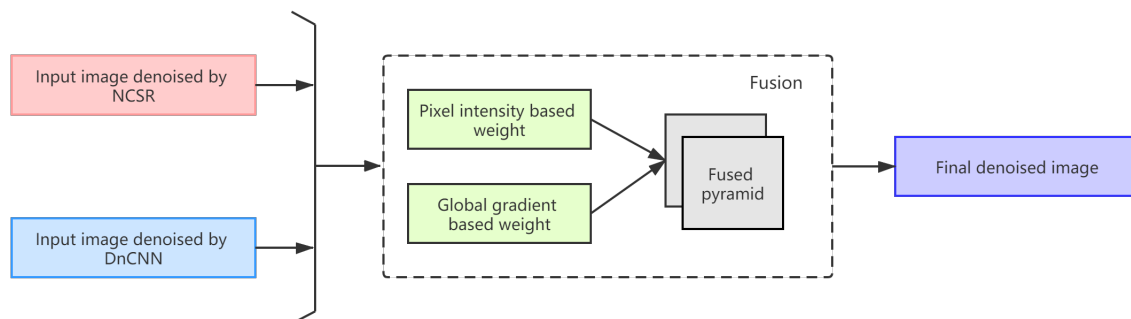 Input image denoised by
NCSR
Input image denoised by
DnCNN
Fusion
Pixel intensity based
weight
Global gradient
based weight
Fused
pyramid
Final denoised image